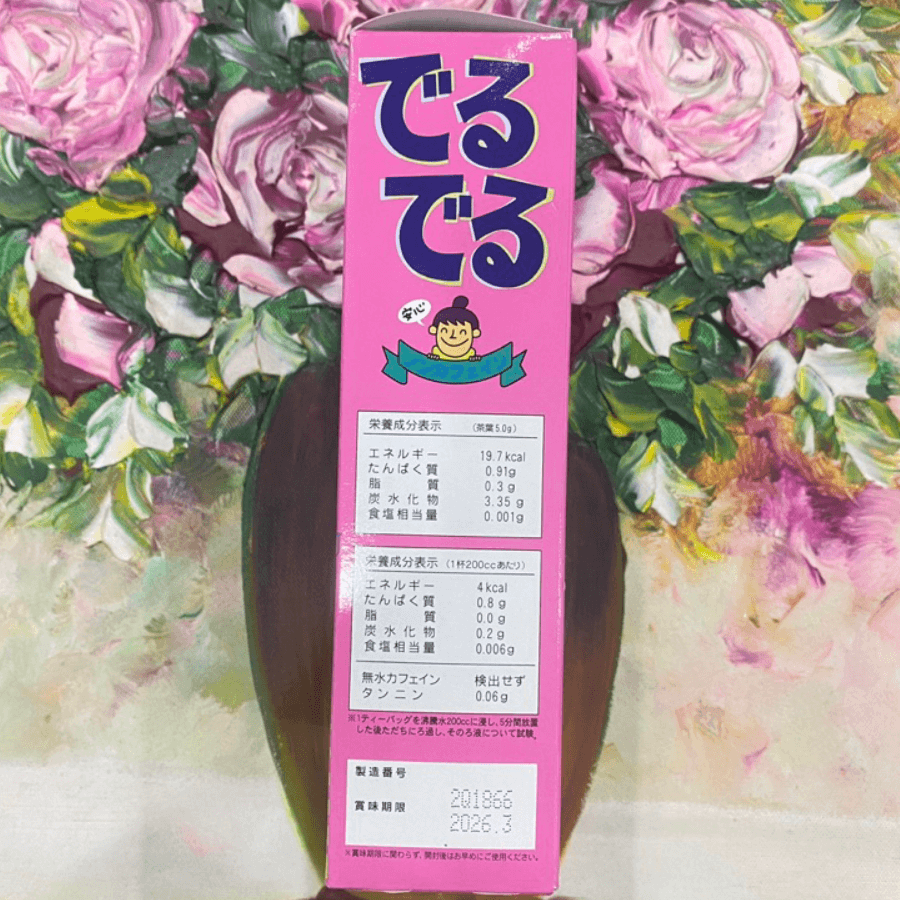 でる
でる
安心
ノンカフェイン
栄養成分表示 (茶葉5.0g)
エネルギー 19.7kcal
たんぱく質 0.91g
脂質 0.3g
炭水化物 3.35g
食塩相当量 0.001g
栄養成分表示 (1杯200ccあたり)
エネルギー 4kcal
たんぱく質 0.8g
脂質 0.0g
炭水化物 0.2g
食塩相当量 0.006g
無水カフェイン 検出せず
タンニン 0.06g
※1ティーバッグを沸騰水200ccに浸し、5分間放置
した後ただちにろ過し、そのろ液について試験。
製造番号 2Q1866
賞味期限 2026.3
※賞味期限に関わらず、開封後はお早めにご使用ください。